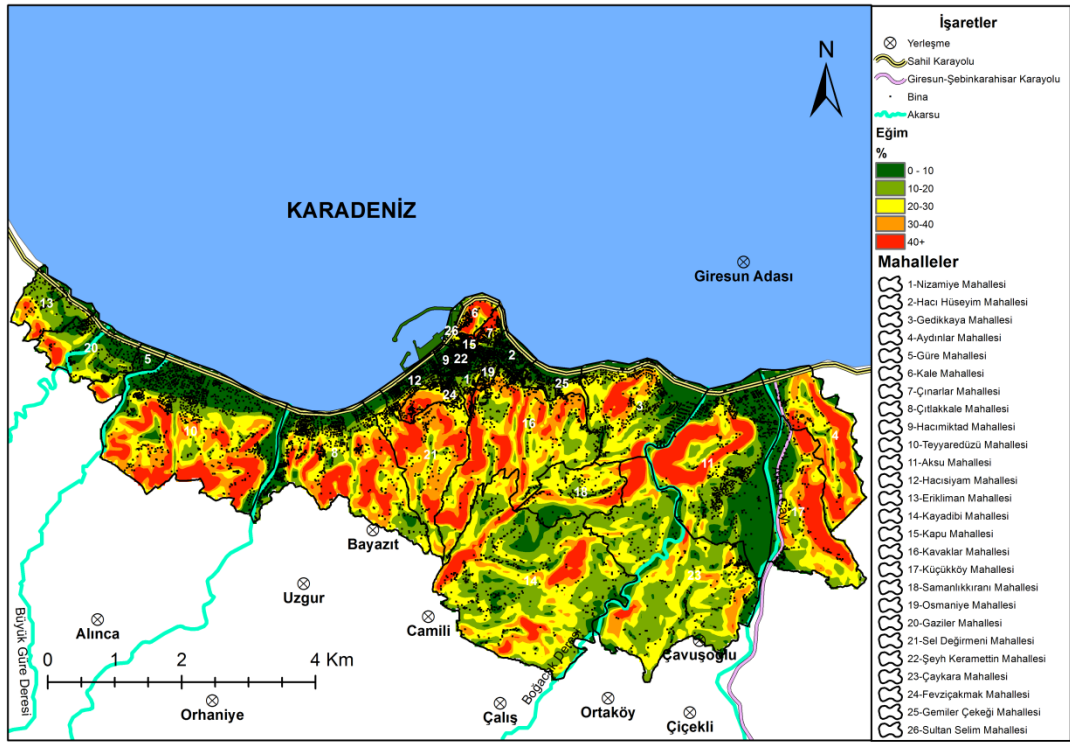 KARADENİZ
N
Giresun Adası
13
20
5
6
7
26
15
9
22
2
12
1
19
24
25
3
4
10
8
21
16
18
11
17
14
23
Bayazıt
Uzgur
Alınca
Camili
Çavuşoğlu
Büyük Güre Deresi
Boğacık Deresi
0 1 2 4 Km
Orhaniye
Çalış
Ortaköy
Çiçekli
İşaretler
Yerleşme
Sahil Karayolu
Giresun-Şebinkarahisar Karayolu
Bina
Akarsu
Eğim
%
0 - 10
10-20
20-30
30-40
40+
Mahalleler
1-Nizamiye Mahallesi
2-Hacı Hüseyim Mahallesi
3-Gedikkaya Mahallesi
4-Aydınlar Mahallesi
5-Güre Mahallesi
6-Kale Mahallesi
7-Çınarlar Mahallesi
8-Çıtlakkale Mahallesi
9-Hacımiktad Mahallesi
10-Teyyaredüzü Mahallesi
11-Aksu Mahallesi
12-Hacısiyam Mahallesi
13-Erikliman Mahallesi
14-Kayadibi Mahallesi
15-Kapu Mahallesi
16-Kavaklar Mahallesi
17-Küçükköy Mahallesi
18-Samanlıkkıranı Mahallesi
19-Osmaniye Mahallesi
20-Gaziler Mahallesi
21-Sel Değirmeni Mahallesi
22-Şeyh Keramettin Mahallesi
23-Çaykara Mahallesi
24-Fevziçakmak Mahallesi
25-Gemiler Çekeği Mahallesi
26-Sultan Selim Mahallesi